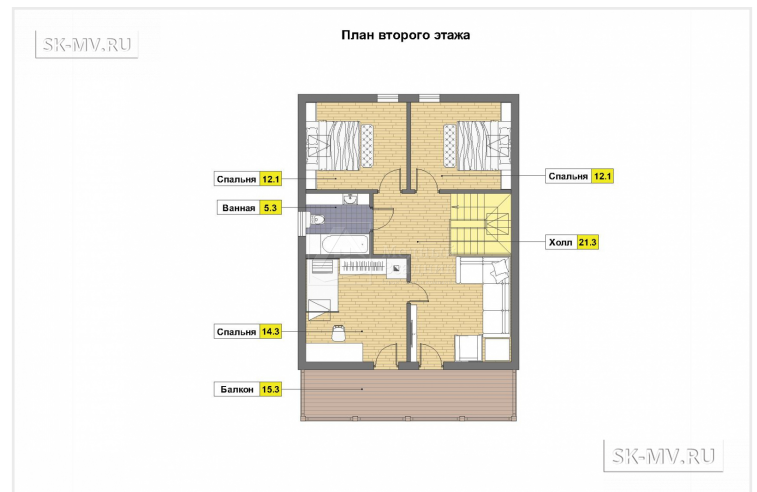 SK-MV.RU
План второго этажа
Спальня 12.1
Спальня 12.1
Ванная 5.3
Холл 21.3
Спальня 14.3
Балкон 15.3
SK-MV.RU